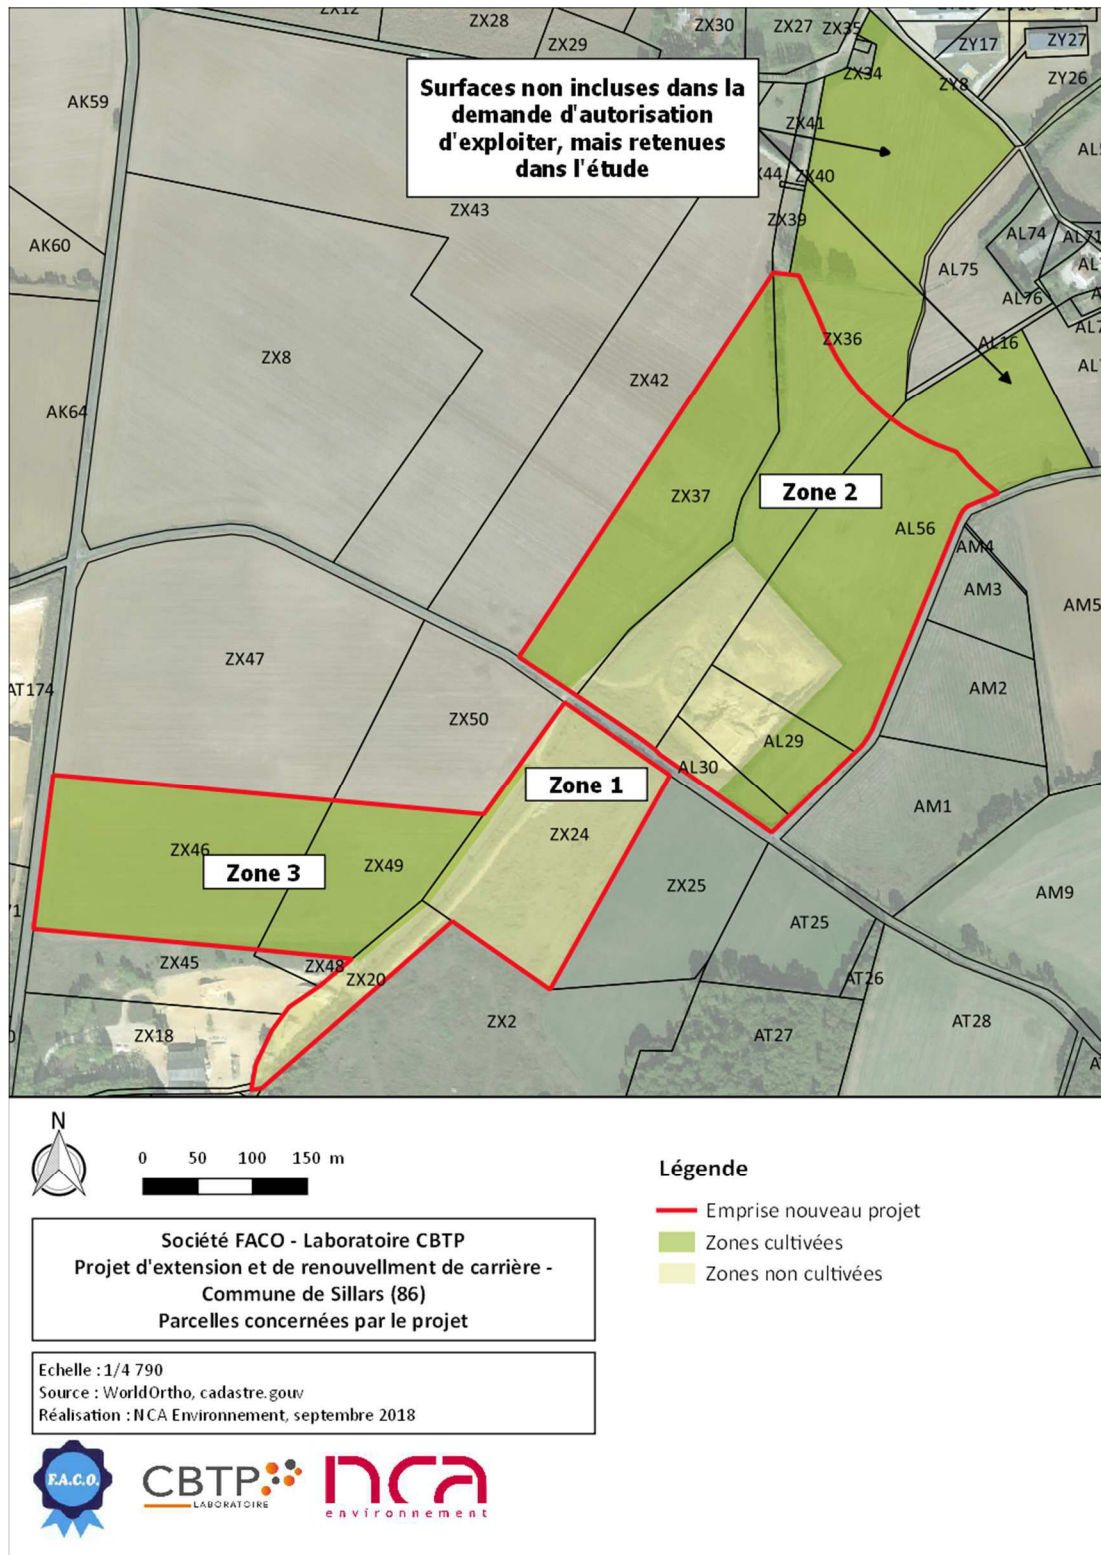 ZX12
ZX28
ZX29
ZX30
ZX27
ZX35
ZY17
ZY27
ZX34
ZY8
ZY26
AK59
Surfaces non incluses dans la
demande d'autorisation
d'exploiter, mais retenues
dans l'étude
ZX41
ZX40
ZX43
ZX39
AL74
AK60
AL75
AL76
ZX36
AL16
ZX8
ZX42
AK64
Zone 2
ZX37
AL56
AM4
AM3
AM5
ZX47
AT174
AM2
ZX50
AL29
AL30
Zone 1
AM1
ZX24
ZX46
Zone 3
ZX49
ZX25
AM9
AT25
ZX45
ZX48
ZX20
AT26
ZX18
ZX2
AT27
AT28
N
0 50 100 150 m
Légende
Emprise nouveau projet
Zones cultivées
Zones non cultivées
Société FACO - Laboratoire CBTP
Projet d'extension et de renouvellment de carrière -
Commune de Sillars (86)
Parcelles concernées par le projet
Echelle : 1/4 790
Source : WorldOrtho, cadastre.gouv
Réalisation : NCA Environnement, septembre 2018
F.A.C.O.
CBTP
LABORATOIRE
nca
environnement